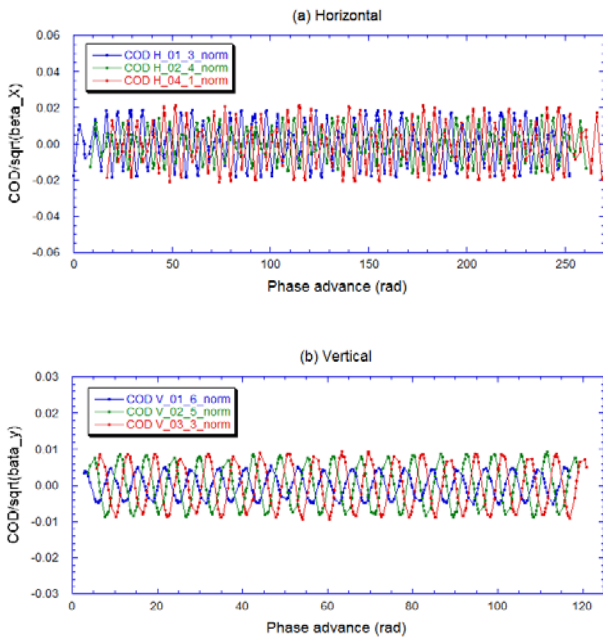 (a) Horizontal
0.06
COD H_01_3_norm
COD H_02_4_norm
COD H_04_1_norm
0.04
0.02
0.00
-0.02
-0.04
-0.06
COD/sqrt(beta_X)
0 50 100 150 200 250
Phase advance (rad)
(b) Vertical
0.03
COD V_01_6_norm
COD V_02_5_norm
COD V_03_3_norm
0.02
0.01
0.00
-0.01
-0.02
-0.03
COD/sqrt(bata_y)
0 20 40 60 80 100 120
Phase advance (rad)